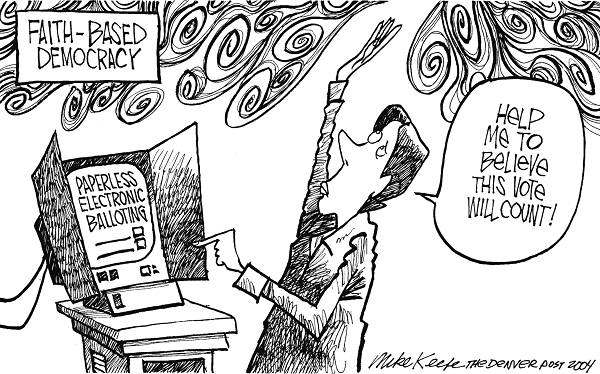 FAITH-BASED
DEMOCRACY
PAPERLESS
ELECTRONIC
BALLOTING
HELP
ME TO
BELIEVE
THIS VOTE
WILL COUNT!
Mike Keefe THE DENVER POST 2004